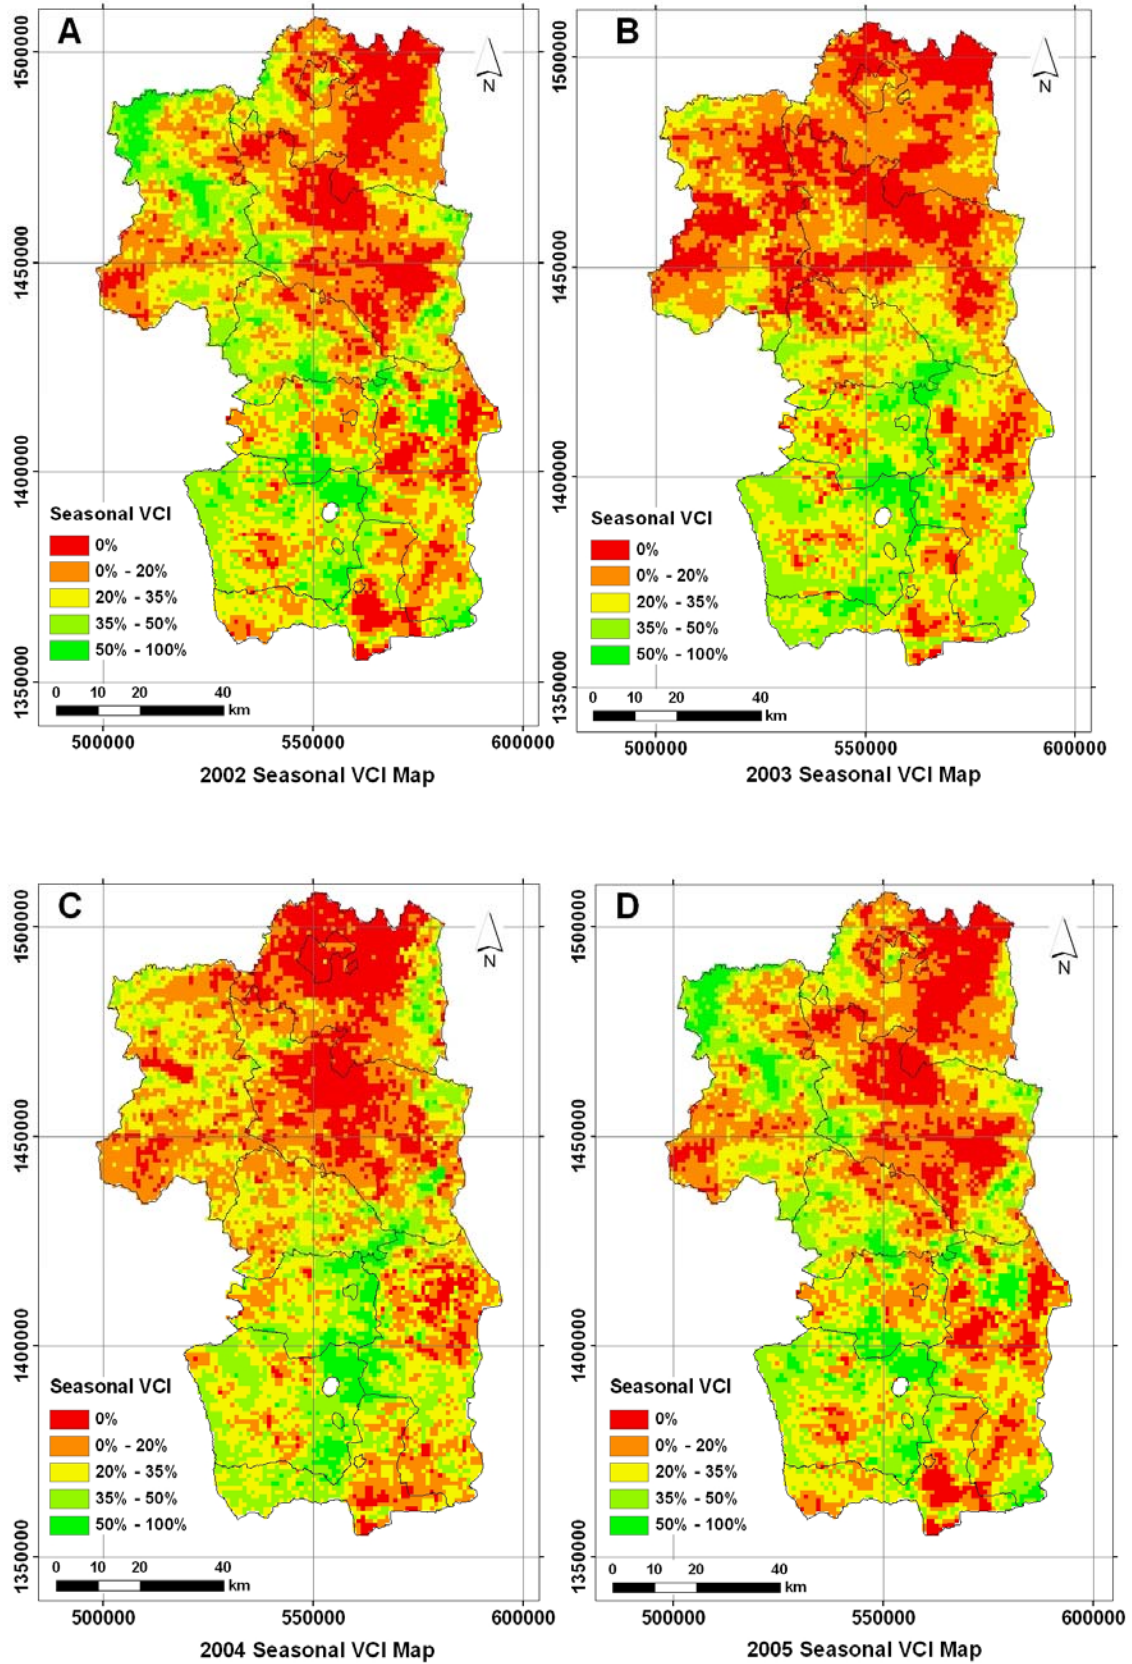 A
N
1500000
1450000
1400000
1350000
Seasonal VCI
0%
0% - 20%
20% - 35%
35% - 50%
50% - 100%
0 10 20 40
km
500000 550000 600000
2002 Seasonal VCI Map
B
N
1500000
1450000
1400000
1350000
Seasonal VCI
0%
0% - 20%
20% - 35%
35% - 50%
50% - 100%
0 10 20 40
km
500000 550000 600000
2003 Seasonal VCI Map
C
N
1500000
1450000
1400000
1350000
Seasonal VCI
0%
0% - 20%
20% - 35%
35% - 50%
50% - 100%
0 10 20 40
km
500000 550000 600000
2004 Seasonal VCI Map
D
N
1500000
1450000
1400000
1350000
Seasonal VCI
0%
0% - 20%
20% - 35%
35% - 50%
50% - 100%
0 10 20 40
km
500000 550000 600000
2005 Seasonal VCI Map